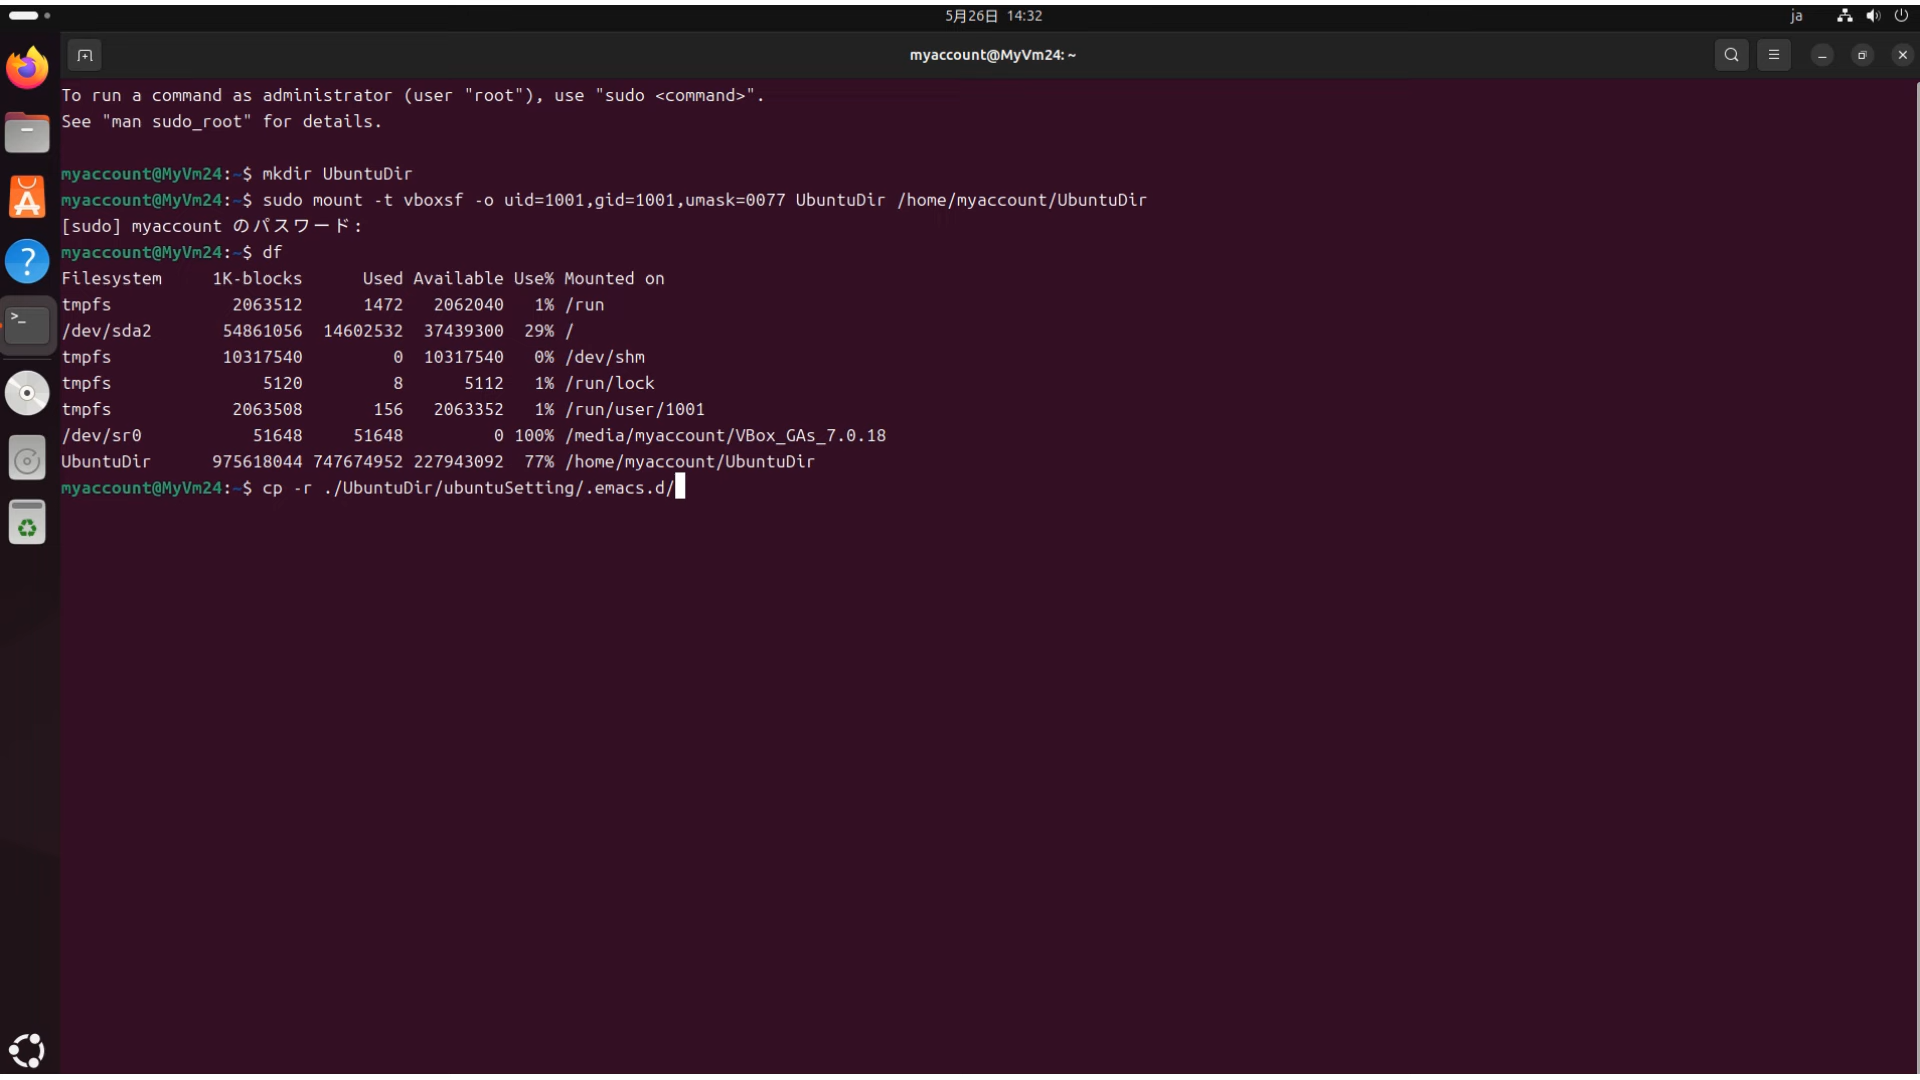 5月26日 14:32
ja
myaccount@MyVm24: ~
To run a command as administrator (user "root"), use "sudo <command>".
See "man sudo_root" for details.
myaccount@MyVm24:~$ mkdir UbuntuDir
myaccount@MyVm24:~$ sudo mount -t vboxsf -o uid=1001,gid=1001,umask=0077 UbuntuDir /home/myaccount/UbuntuDir
[sudo] myaccount のパスワード:
myaccount@MyVm24:~$ df
Filesystem     1K-blocks      Used Available Use% Mounted on
tmpfs            2063512      1472   2062040   1% /run
/dev/sda2       54861056  14602532  37439300  29% /
tmpfs           10317540         0  10317540   0% /dev/shm
tmpfs               5120         8      5112   1% /run/lock
tmpfs            2063508       156   2063352   1% /run/user/1001
/dev/sr0           51648     51648         0 100% /media/myaccount/VBox_GAs_7.0.18
UbuntuDir      975618044 747674952 227943092  77% /home/myaccount/UbuntuDir
myaccount@MyVm24:~$ cp -r ./UbuntuDir/ubuntuSetting/.emacs.d/